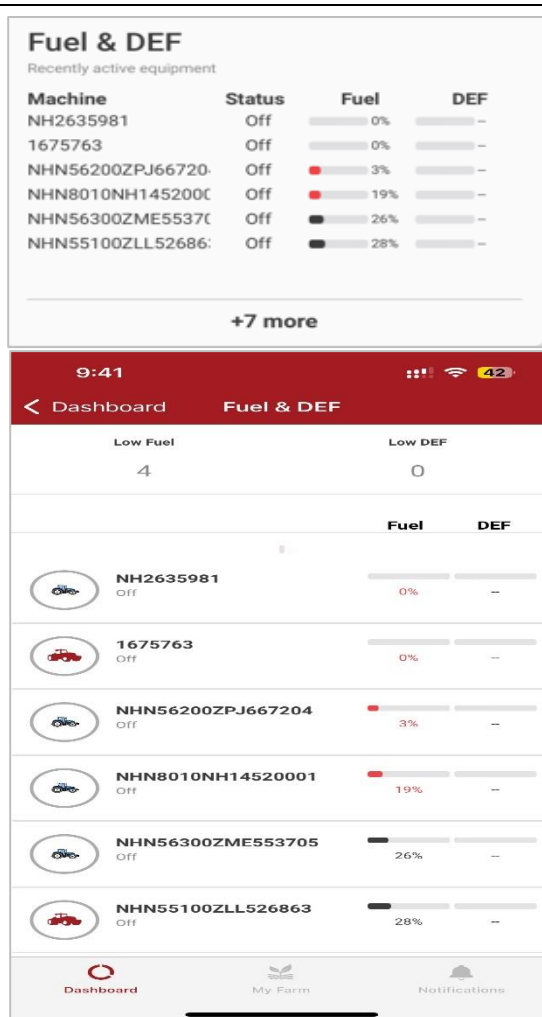 Fuel & DEF
Recently active equipment
Machine Status Fuel DEF
NH2635981 Off 0% --
1675763 Off 0% --
NHN56200ZPJ66720 Off 3% --
NHN8010NH145200 Off 19% --
NHN56300ZME5537 Off 26% --
NHN55100ZLL52686 Off 28% --
+7 more
9:41 42
Dashboard Fuel & DEF
Low Fuel Low DEF
4 0
Fuel DEF
NH2635981
Off 0% --
1675763
Off 0% --
NHN56200ZPJ667204
Off 3% --
NHN8010NH14520001
Off 19% --
NHN56300ZME553705
Off 26% --
NHN55100ZLL526863
Off 28% --
Dashboard My Farm Notifications